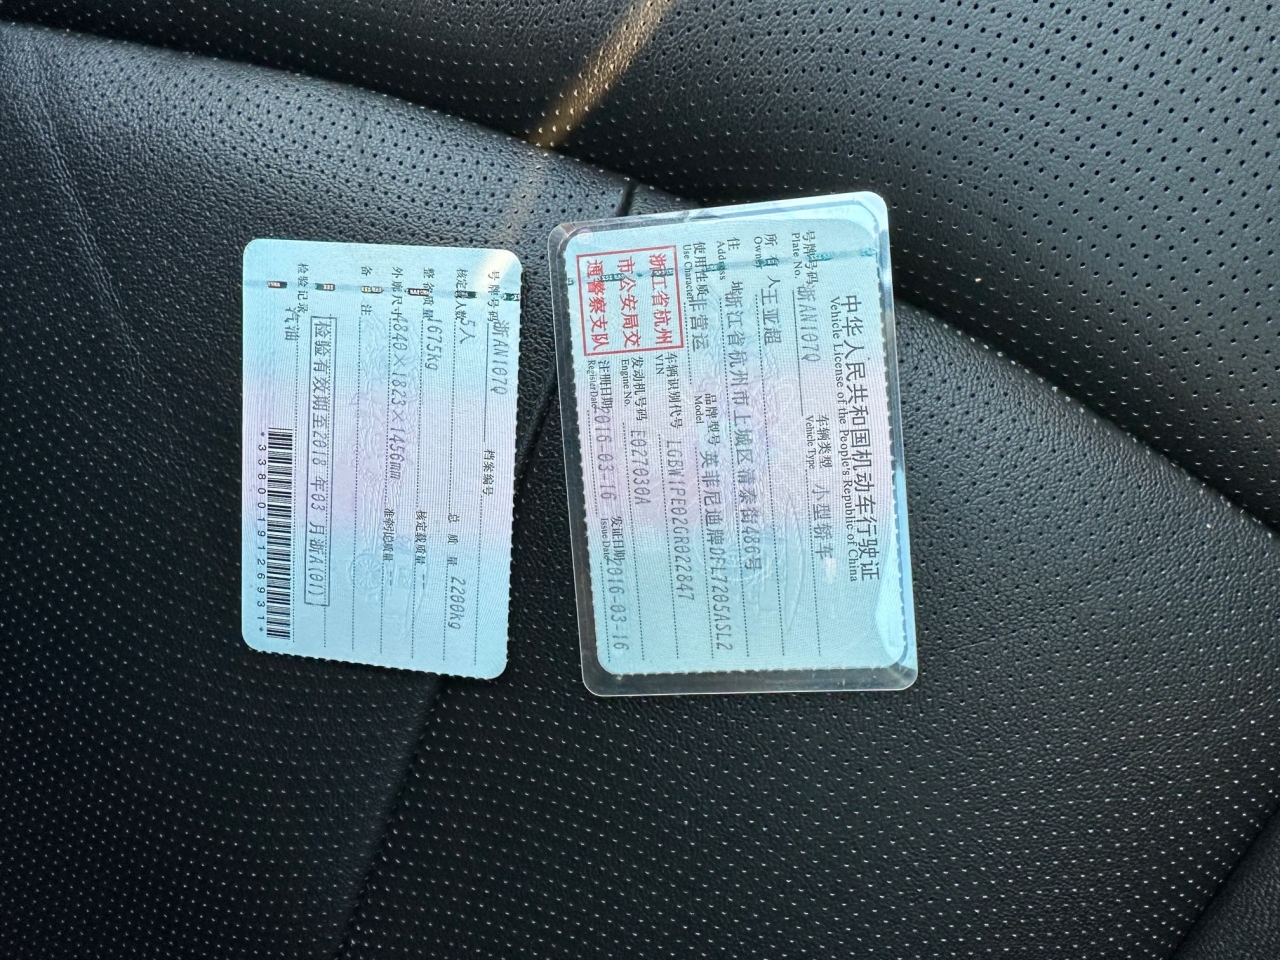 中华人民共和国机动车行驶证
Vehicle License of the People's Republic of China
号牌号码 浙AN107Q 车辆类型 小型轿车
Plate No. Vehicle Type
所有人 王亚超
Owner
住址 浙江省杭州市上城区清泰街486号
Address
使用性质 非营运 品牌型号 英菲尼迪牌DFL7205ASL2
Use Character Model
浙江省杭州
市公安局交
通警察支队
车辆识别代号 LGBW1PE02GR022847
VIN
发动机号码 E027030A
Engine No.
注册日期 2016-03-16 发证日期 2016-03-16
Register Date Issue Date
号牌号码 浙AN107Q 档案编号
核定载人数 5人 总质量 2200kg
整备质量 1675kg 核定载质量 --
外廓尺寸 4840×1823×1456mm 准牵引总质量 --
备注
检验有效期至2018年03月浙A(01)
检验记录
汽油
*3380019126931*